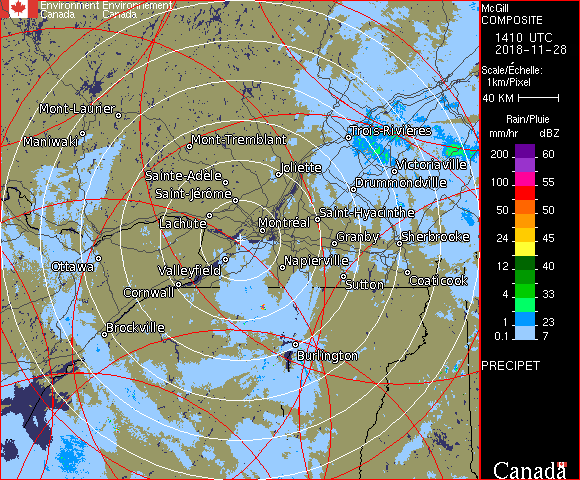 Environment Environnement
Canada Canada
McGill
COMPOSITE
1410 UTC
2018-11-28
Scale/Échelle:
1km/Pixel
40 KM
Rain/Pluie
mm/hr dBZ
200 60
100 55
50 50
24 45
12 40
4 33
1 23
0.1 7
PRECIPET
Canada
Mont-Laurier
Maniwaki
Mont-Tremblant
Trois-Rivières
Victoriaville
Joliette
Sainte-Adèle
Drummondville
Saint-Jérôme
Saint-Hyacinthe
Lachute
Montréal
Granby
Sherbrooke
Ottawa
Valleyfield
Napierville
Cornwall
Sutton
Coaticook
Brockville
Burlington